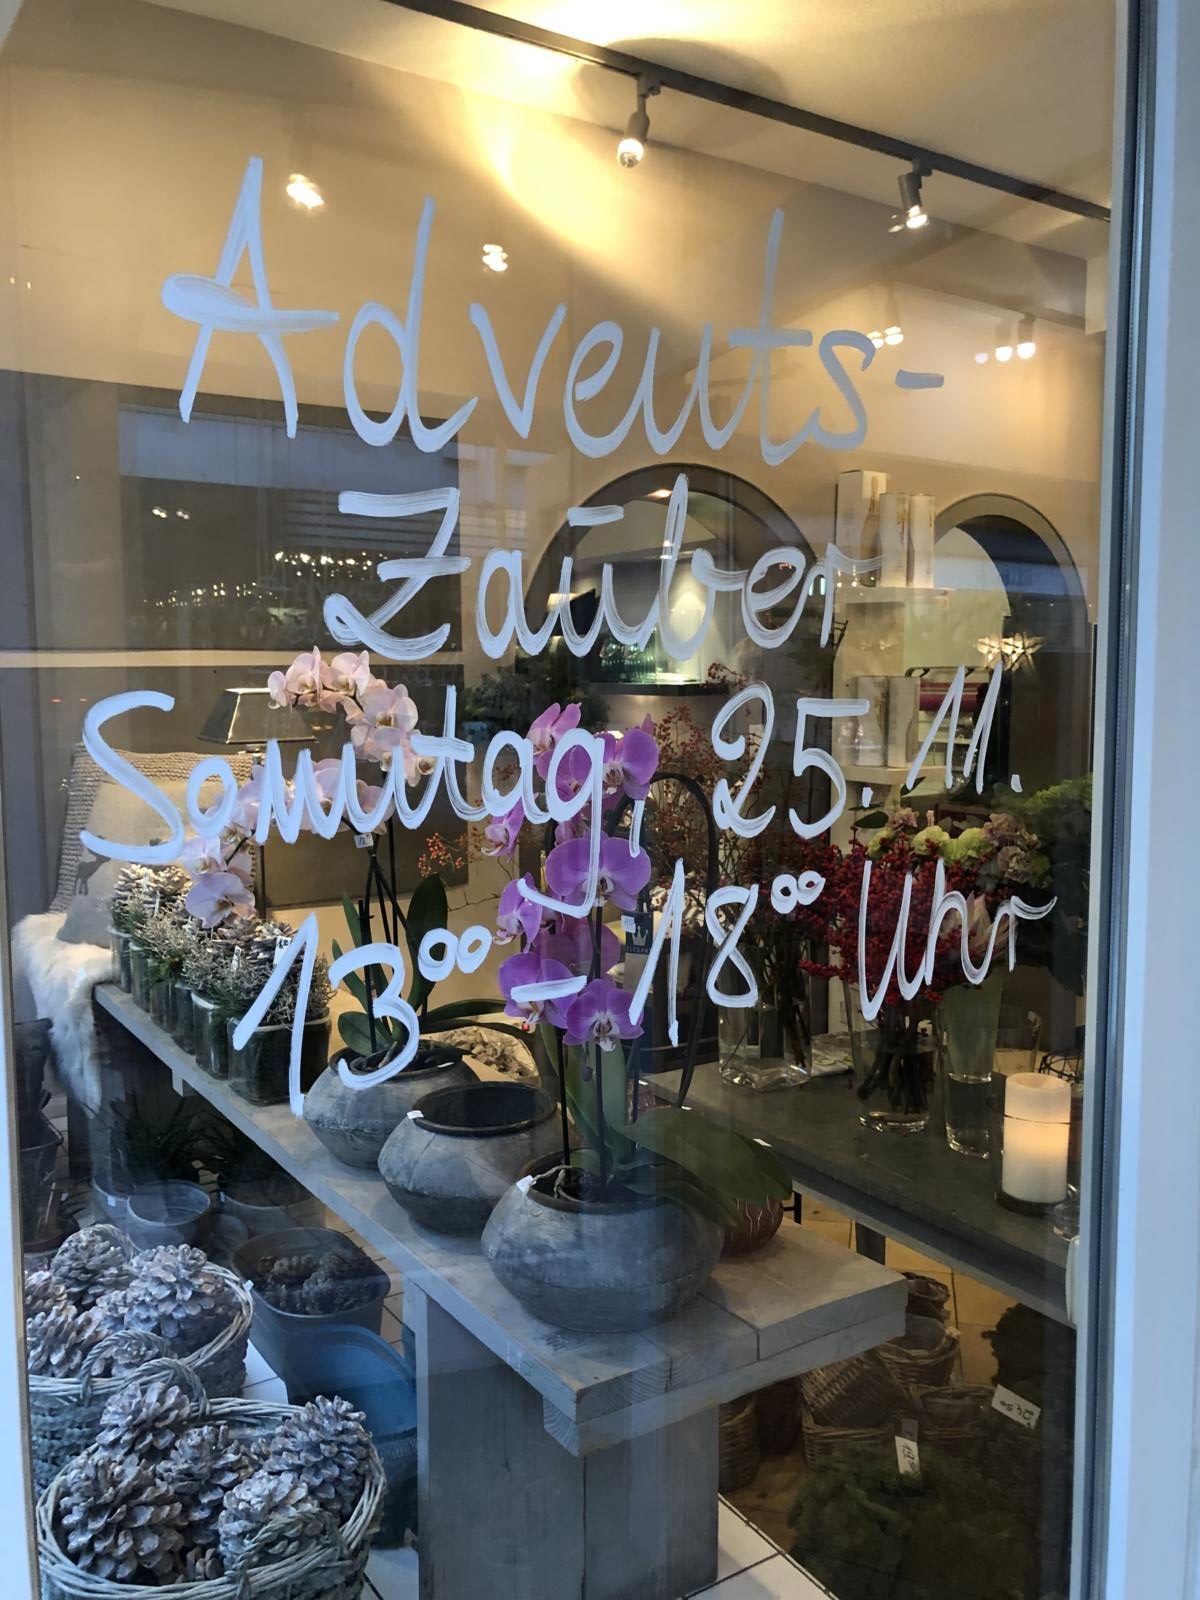 Advents-
Zauber
Sonntag, 25. 11.
13⁰⁰ – 18⁰⁰ Uhr